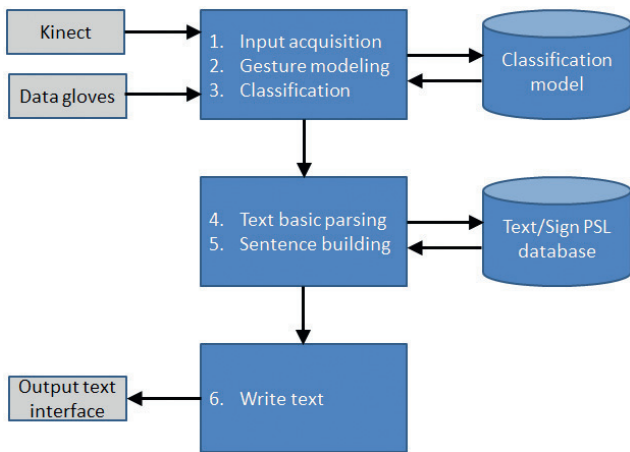 Kinect
Data gloves
1. Input acquisition
2. Gesture modeling
3. Classification
Classification
model
4. Text basic parsing
5. Sentence building
Text/Sign PSL
database
Output text
interface
6. Write text